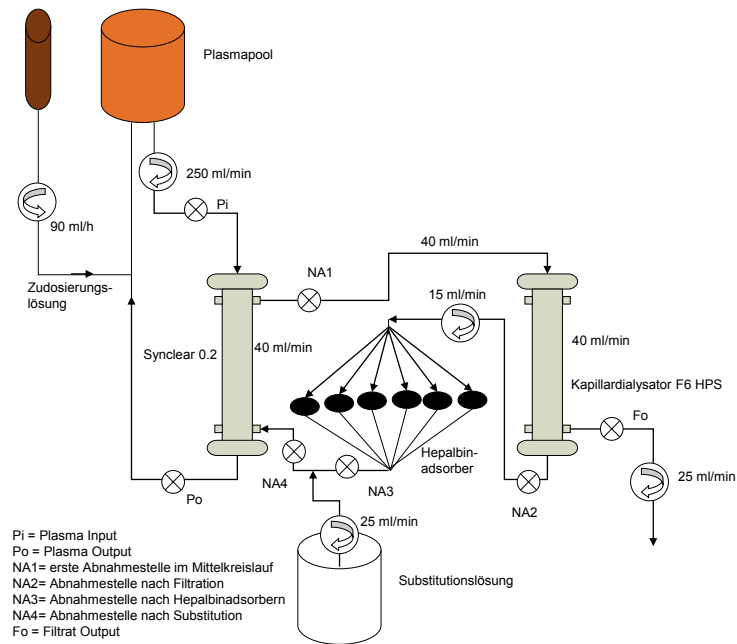 Plasmapool
250 ml/min
Pi
90 ml/h
NA1
40 ml/min
Zudosierungs-
lösung
15 ml/min
Synclear 0.2
40 ml/min
40 ml/min
Kapillardialysator F6 HPS
Fo
Hepalbin-
adsorber
NA4
NA3
NA2
25 ml/min
Po
25 ml/min
Substitutionslösung
Pi = Plasma Input
Po = Plasma Output
NA1= erste Abnahmestelle im Mittelkreislauf
NA2= Abnahmestelle nach Filtration
NA3= Abnahmestelle nach Hepalbinadsorbern
NA4= Abnahmestelle nach Substitution
Fo = Filtrat Output